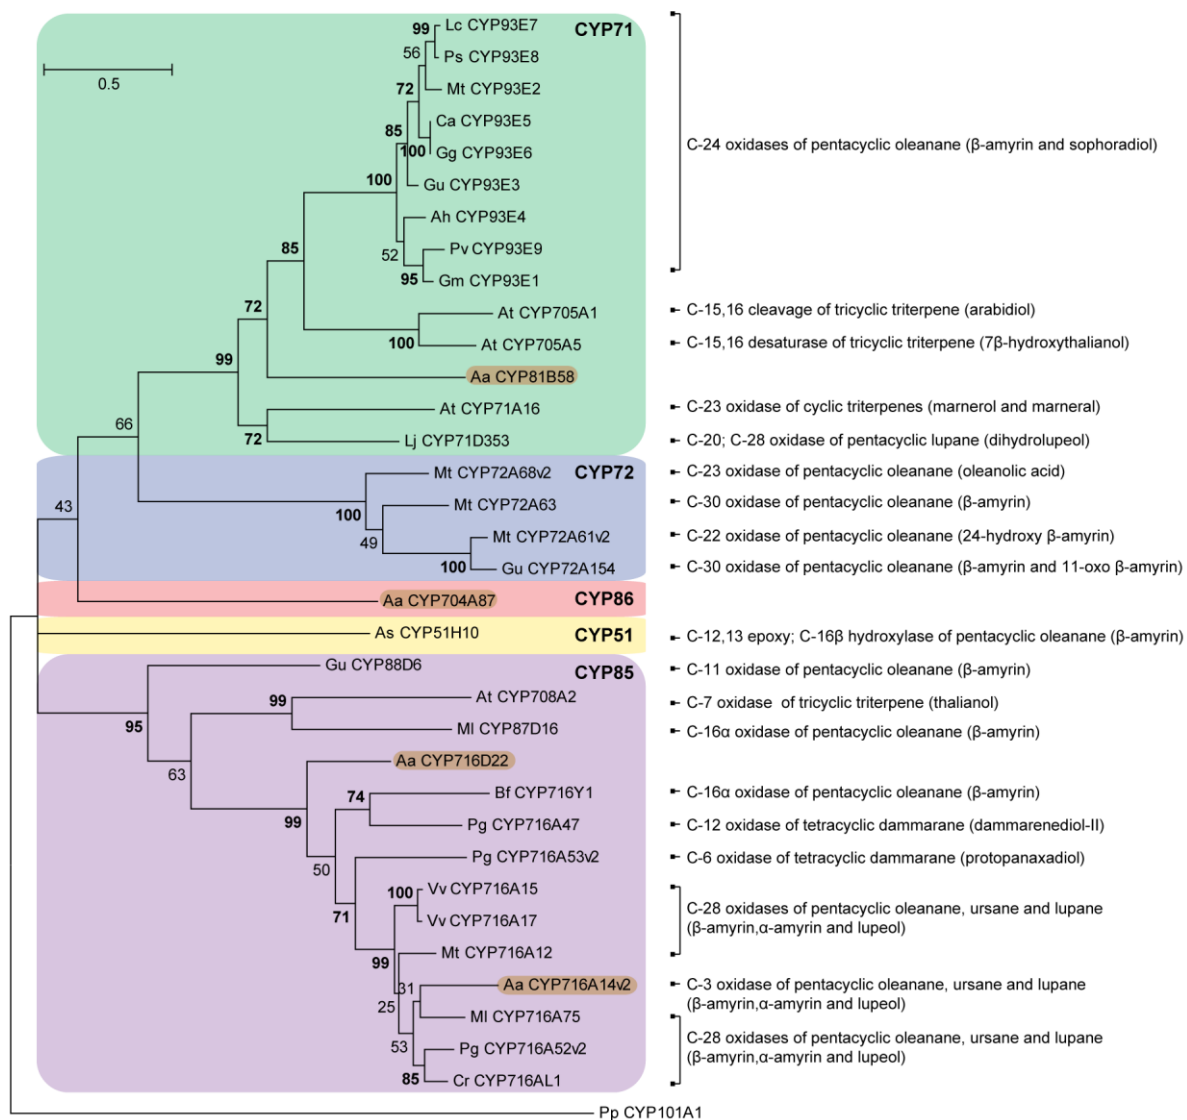 CYP71
0.5
Lc CYP93E7
99
56
Ps CYP93E8
Mt CYP93E2
72
Ca CYP93E5
85
100
Gg CYP93E6
C-24 oxidases of pentacyclic oleanane (β-amyrin and sophoradiol)
100
Gu CYP93E3
Ah CYP93E4
85
52
Pv CYP93E9
95
Gm CYP93E1
72
At CYP705A1
C-15,16 cleavage of tricyclic triterpene (arabidiol)
100
At CYP705A5
C-15,16 desaturase of tricyclic triterpene (7β-hydroxythalianol)
99
Aa CYP81B58
66
At CYP71A16
C-23 oxidase of cyclic triterpenes (marnerol and marneral)
72
Lj CYP71D353
C-20; C-28 oxidase of pentacyclic lupane (dihydrolupeol)
CYP72
Mt CYP72A68v2
C-23 oxidase of pentacyclic oleanane (oleanolic acid)
43
100
Mt CYP72A63
C-30 oxidase of pentacyclic oleanane (β-amyrin)
49
Mt CYP72A61v2
C-22 oxidase of pentacyclic oleanane (24-hydroxy β-amyrin)
100
Gu CYP72A154
C-30 oxidase of pentacyclic oleanane (β-amyrin and 11-oxo β-amyrin)
Aa CYP704A87
CYP86
As CYP51H10
CYP51
C-12,13 epoxy; C-16β hydroxylase of pentacyclic oleanane (β-amyrin)
Gu CYP88D6
CYP85
C-11 oxidase of pentacyclic oleanane (β-amyrin)
95
99
At CYP708A2
C-7 oxidase of tricyclic triterpene (thalianol)
Ml CYP87D16
C-16α oxidase of pentacyclic oleanane (β-amyrin)
63
Aa CYP716D22
74
Bf CYP716Y1
C-16α oxidase of pentacyclic oleanane (β-amyrin)
99
Pg CYP716A47
C-12 oxidase of tetracyclic dammarane (dammarenediol-II)
50
Pg CYP716A53v2
C-6 oxidase of tetracyclic dammarane (protopanaxadiol)
71
100
Vv CYP716A15
C-28 oxidases of pentacyclic oleanane, ursane and lupane
(β-amyrin,α-amyrin and lupeol)
Vv CYP716A17
99
Mt CYP716A12
31
25
Aa CYP716A14v2
C-3 oxidase of pentacyclic oleanane, ursane and lupane
(β-amyrin,α-amyrin and lupeol)
Ml CYP716A75
53
C-28 oxidases of pentacyclic oleanane, ursane and lupane
(β-amyrin,α-amyrin and lupeol)
Pg CYP716A52v2
85
Cr CYP716AL1
Pp CYP101A1